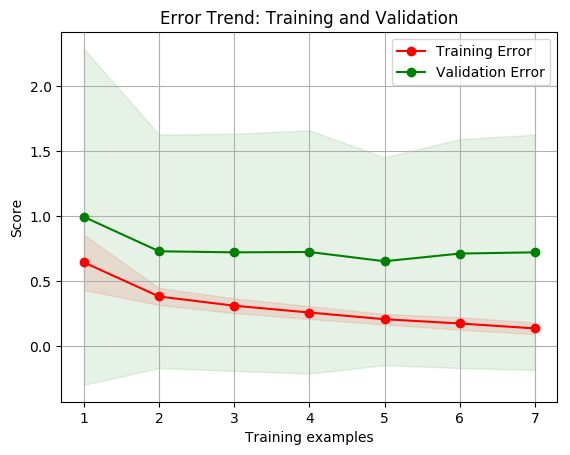 Error Trend: Training and Validation
Training Error
Validation Error
Score
2.0
1.5
1.0
0.5
0.0
1 2 3 4 5 6 7
Training examples